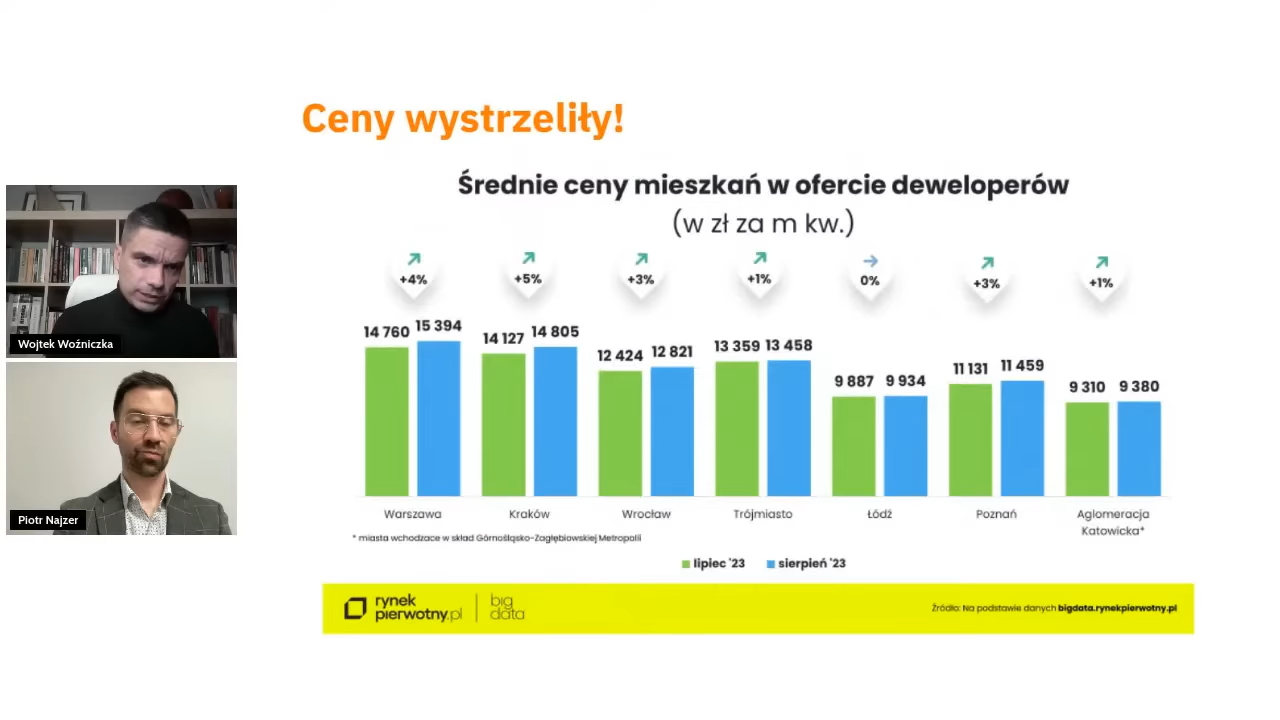 Ceny wystrzeliły!
Średnie ceny mieszkań w ofercie deweloperów
(w zł za m kw.)
+4% +5% +3% +1% 0% +3% +1%
14 760 15 394 14 127 14 805 12 424 12 821 13 359 13 458 9 887 9 934 11 131 11 459 9 310 9 380
Warszawa Kraków Wrocław Trójmiasto Łódź Poznań Aglomeracja
Katowicka*
* miasta wchodzace w skład Górnośląsko-Zagłębiowskiej Metropolii
lipiec '23 sierpień '23
rynek
pierwotny.pl
big
data
Źródło: Na podstawie danych bigdata.rynekpierwotny.pl
Wojtek Woźniczka
Piotr Najzer